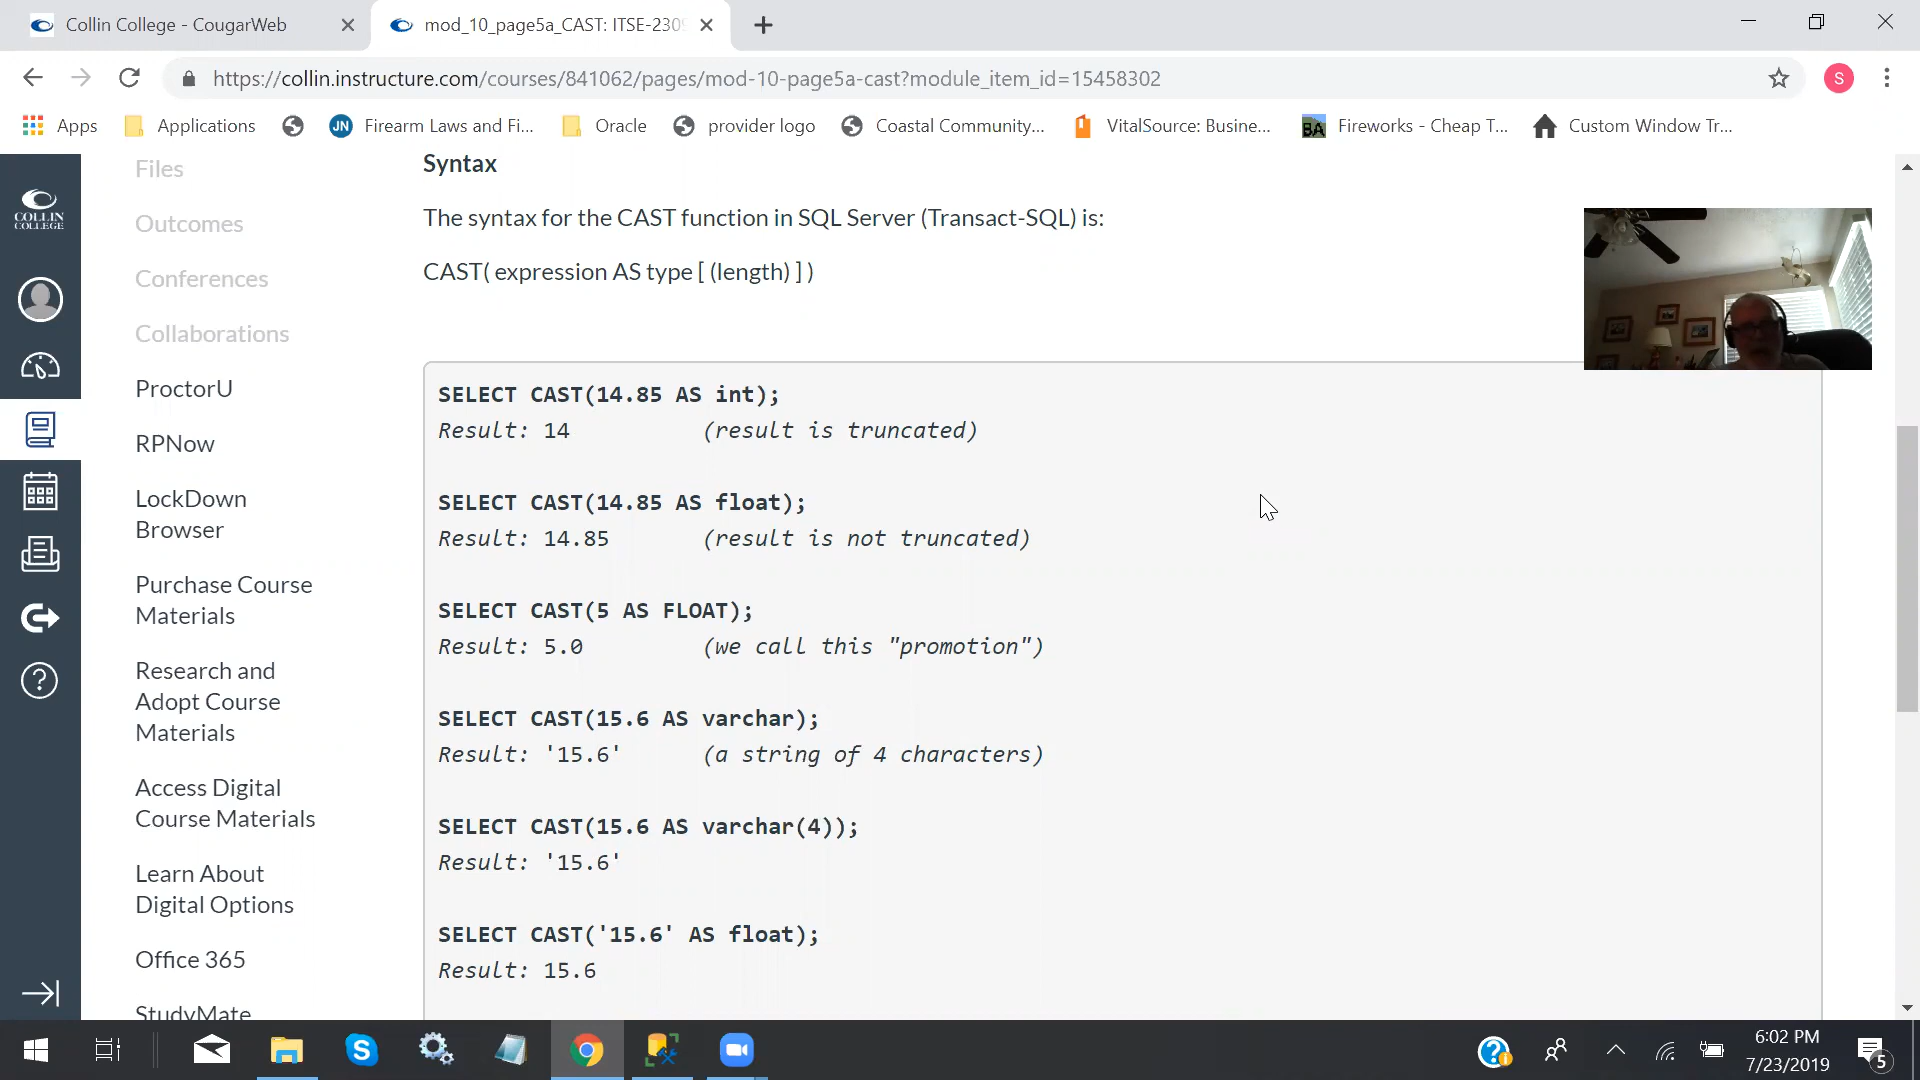 Collin College - CougarWeb
mod_10_page5a_CAST: ITSE-2309
https://collin.instructure.com/courses/841062/pages/mod-10-page5a-cast?module_item_id=15458302
S
Apps
Applications
JN
Firearm Laws and Fi...
Oracle
provider logo
Coastal Community...
VitalSource: Busine...
BA
Fireworks - Cheap T...
Custom Window Tr...
COLLIN
COLLEGE
Files
Outcomes
Conferences
Collaborations
ProctorU
RPNow
LockDown
Browser
Purchase Course
Materials
Research and
Adopt Course
Materials
Access Digital
Course Materials
Learn About
Digital Options
Office 365
StudyMate
Syntax
The syntax for the CAST function in SQL Server (Transact-SQL) is:
CAST( expression AS type [ (length) ] )
SELECT CAST(14.85 AS int);
Result: 14 (result is truncated)
SELECT CAST(14.85 AS float);
Result: 14.85 (result is not truncated)
SELECT CAST(5 AS FLOAT);
Result: 5.0 (we call this "promotion")
SELECT CAST(15.6 AS varchar);
Result: '15.6' (a string of 4 characters)
SELECT CAST(15.6 AS varchar(4));
Result: '15.6'
SELECT CAST('15.6' AS float);
Result: 15.6
6:02 PM
7/23/2019
5